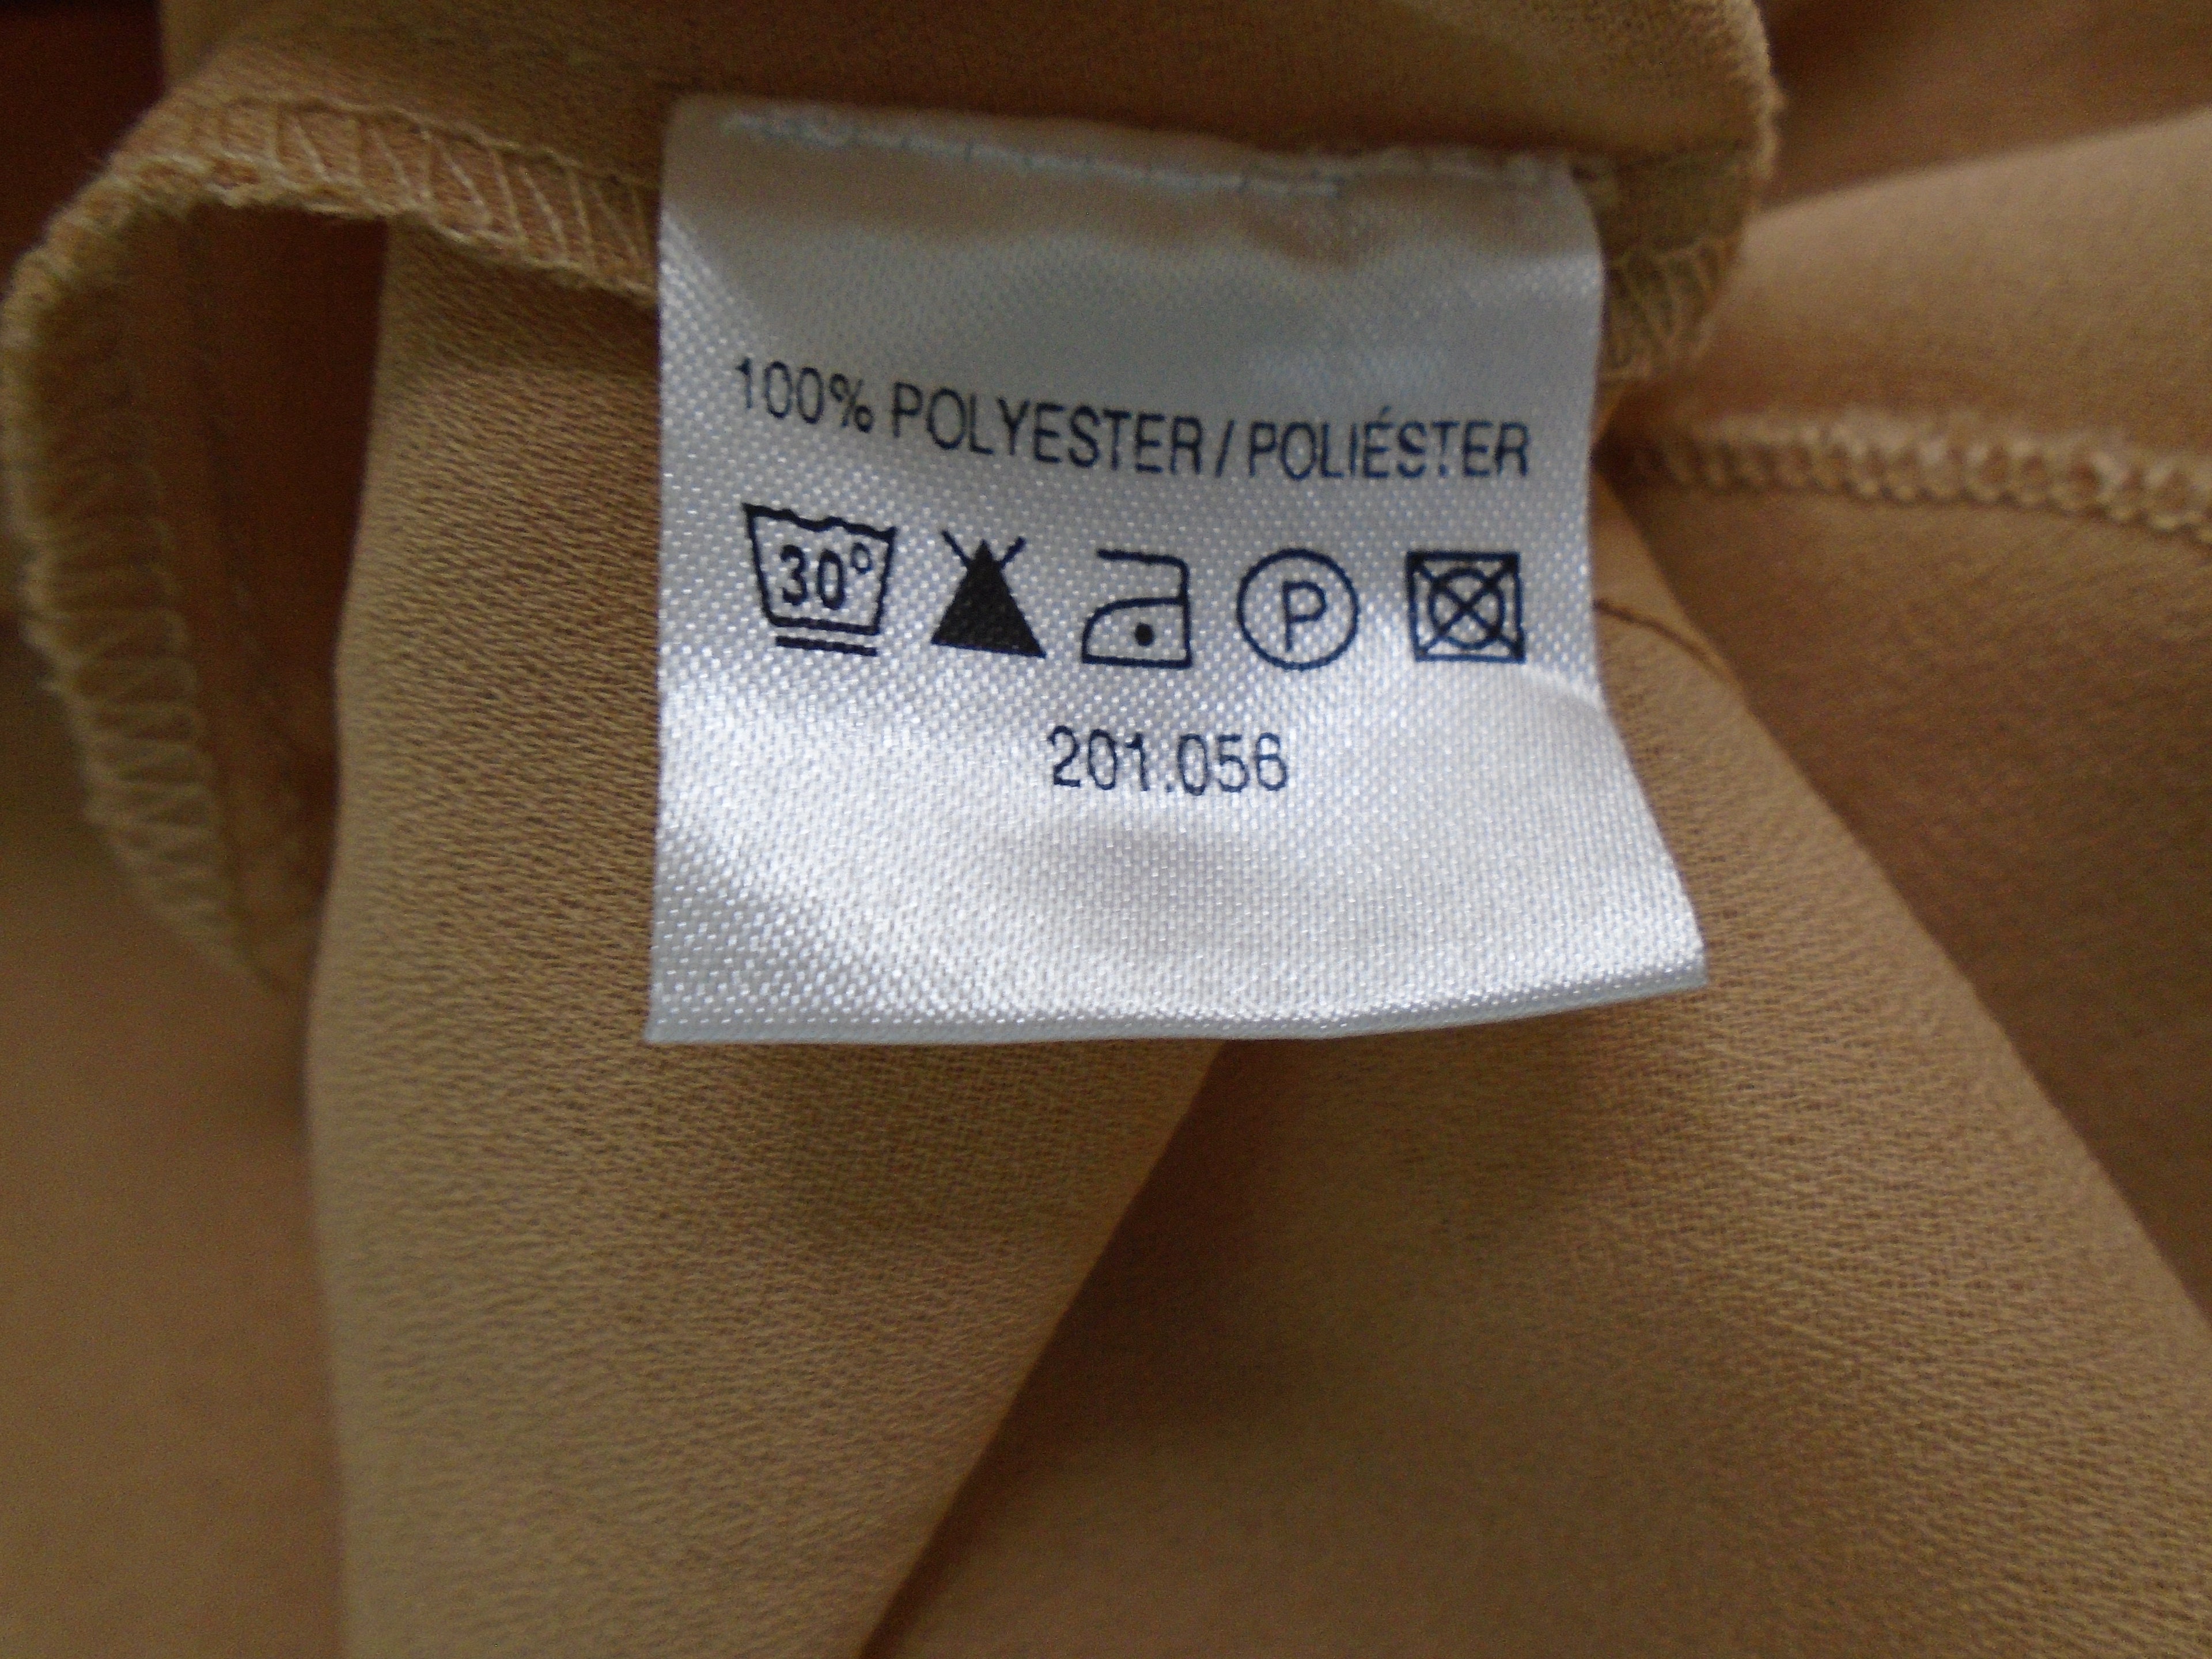 100% POLYESTER / POLIÉSTER
30°
P
201.056